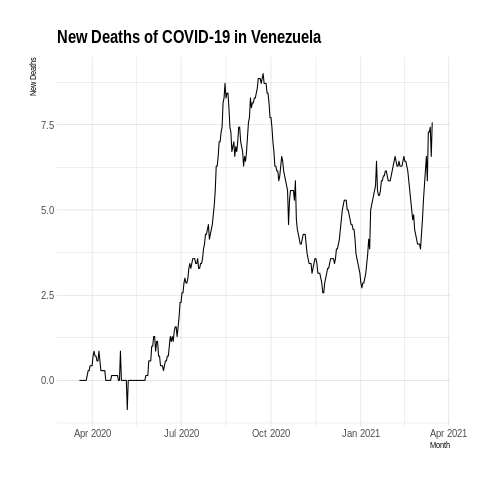 New Deaths of COVID-19 in Venezuela
New Deaths
7.5
5.0
2.5
0.0
Apr 2020 Jul 2020 Oct 2020 Jan 2021 Apr 2021
Month